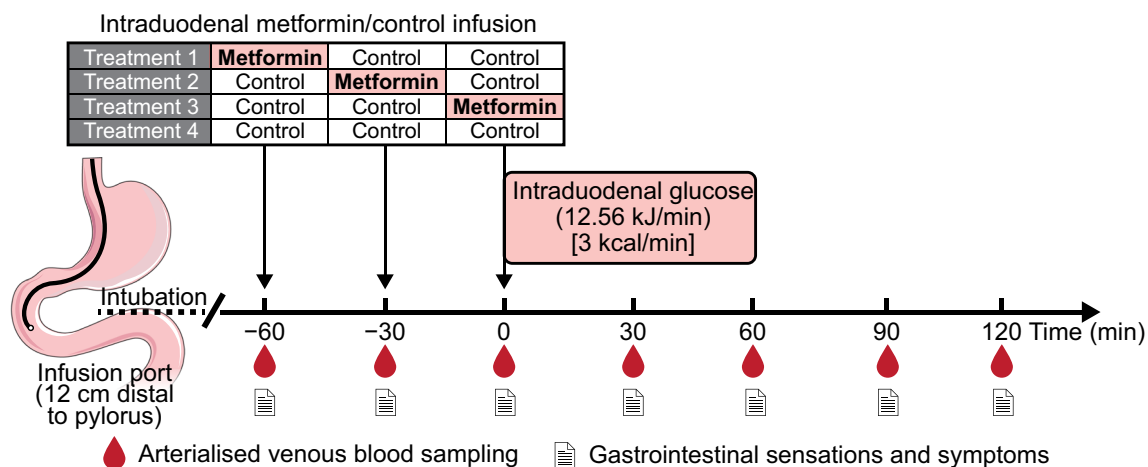 Intraduodenal metformin/control infusion
Treatment 1 Metformin Control Control
Treatment 2 Control Metformin Control
Treatment 3 Control Control Metformin
Treatment 4 Control Control Control
Intraduodenal glucose
(12.56 kJ/min)
[3 kcal/min]
Intubation
−60 −30 0 30 60 90 120 Time (min)
Infusion port
(12 cm distal
to pylorus)
Arterialised venous blood sampling
Gastrointestinal sensations and symptoms